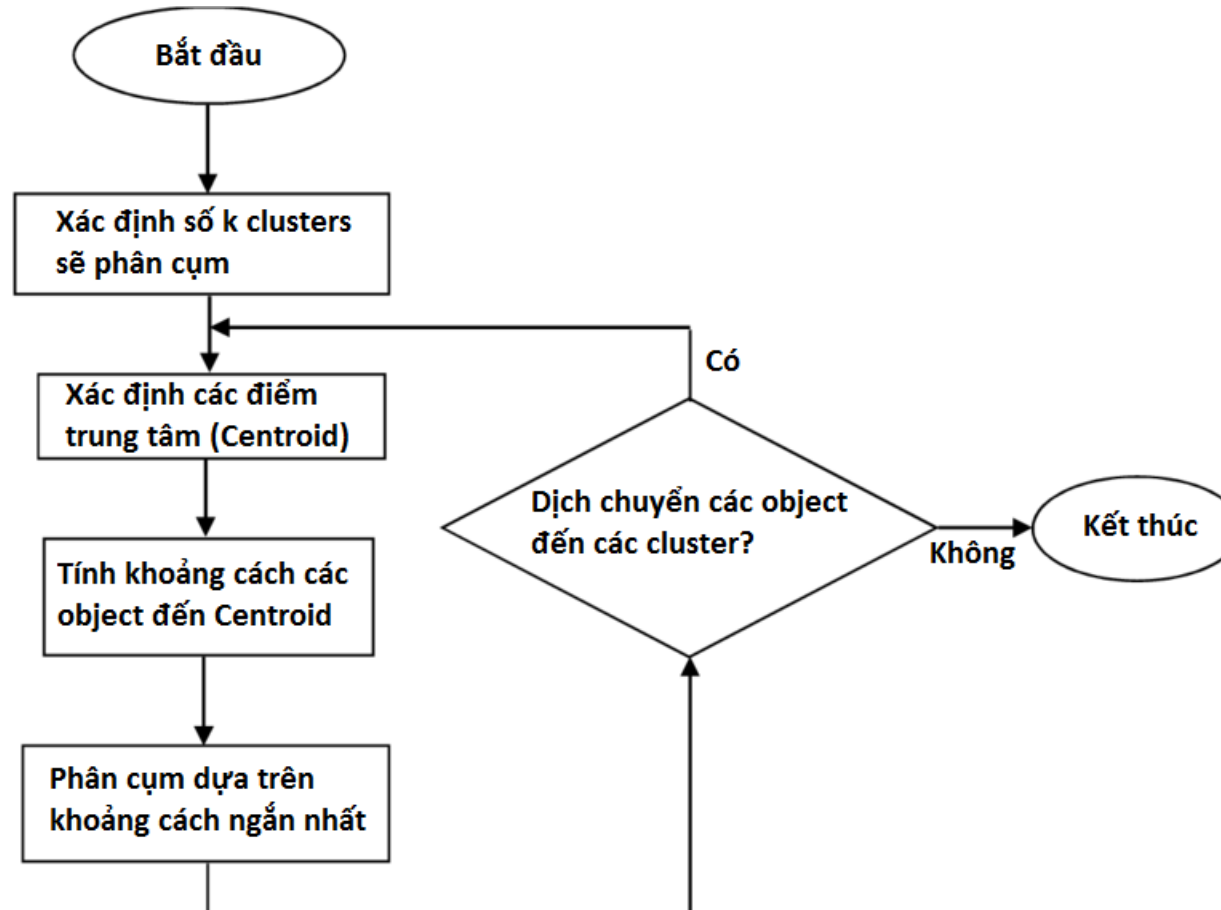 Bắt đầu
Xác định số k clusters
sẽ phân cụm
Xác định các điểm
trung tâm (Centroid)
Tính khoảng cách các
object đến Centroid
Phân cụm dựa trên
khoảng cách ngắn nhất
Dịch chuyển các object
đến các cluster?
Có
Không
Kết thúc